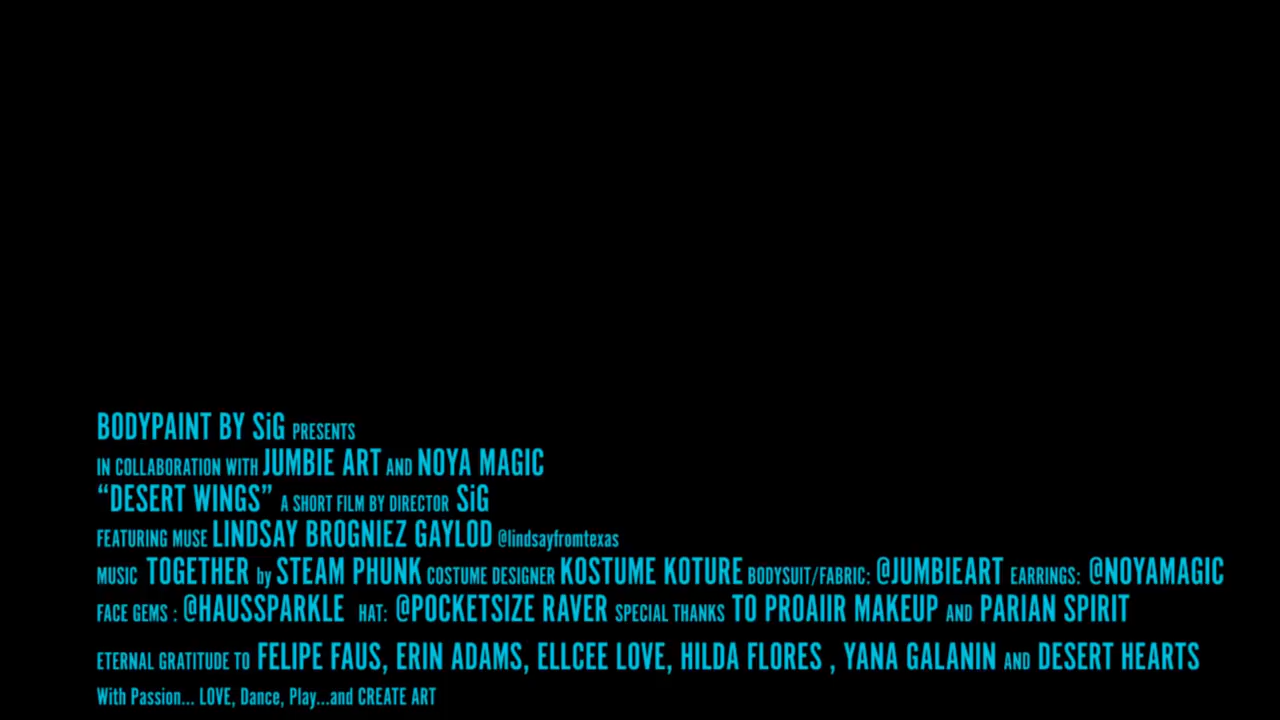 BODYPAINT BY SiG PRESENTS
IN COLLABORATION WITH JUMBIE ART AND NOYA MAGIC
“DESERT WINGS” A SHORT FILM BY DIRECTOR SiG
FEATURING MUSE LINDSAY BROGNIEZ GAYLOD @lindsayfromtexas
MUSIC TOGETHER by STEAM PHUNK COSTUME DESIGNER KOSTUME KOTURE BODYSUIT/FABRIC: @JUMBIEART EARRINGS: @NOYAMAGIC
FACE GEMS : @HAUSSPARKLE HAT: @POCKETSIZE RAVER SPECIAL THANKS TO PROAIIR MAKEUP AND PARIAN SPIRIT
ETERNAL GRATITUDE TO FELIPE FAUS, ERIN ADAMS, ELLCEE LOVE, HILDA FLORES , YANA GALANIN AND DESERT HEARTS
With Passion... LOVE, Dance, Play...and CREATE ART